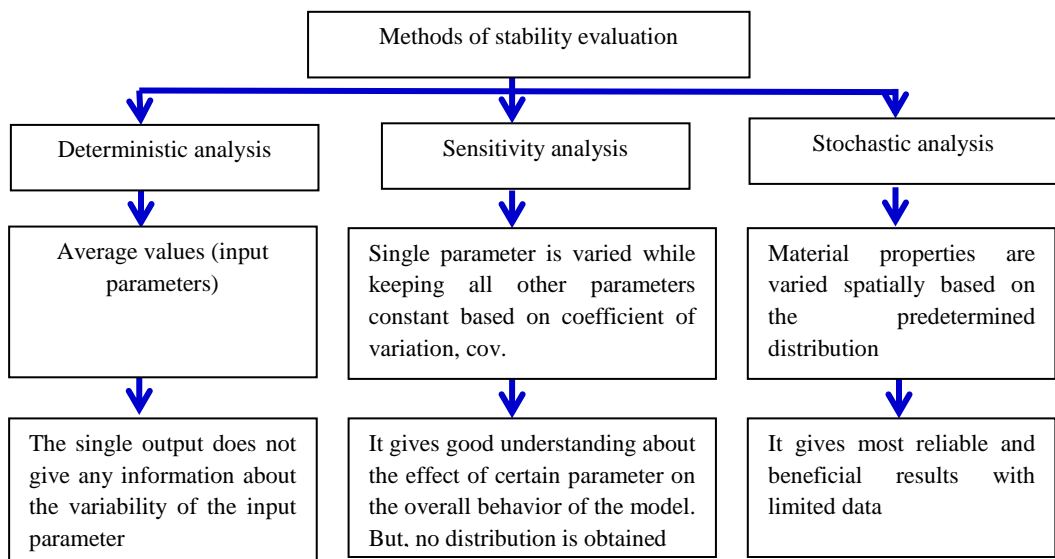 Methods of stability evaluation
Deterministic analysis
Sensitivity analysis
Stochastic analysis
Average values (input
parameters)
Single parameter is varied while
keeping all other parameters
constant based on coefficient of
variation, cov.
Material properties are
varied spatially based on
the predetermined
distribution
The single output does not
give any information about
the variability of the input
parameter
It gives good understanding about
the effect of certain parameter on
the overall behavior of the model.
But, no distribution is obtained
It gives most reliable and
beneficial results with
limited data